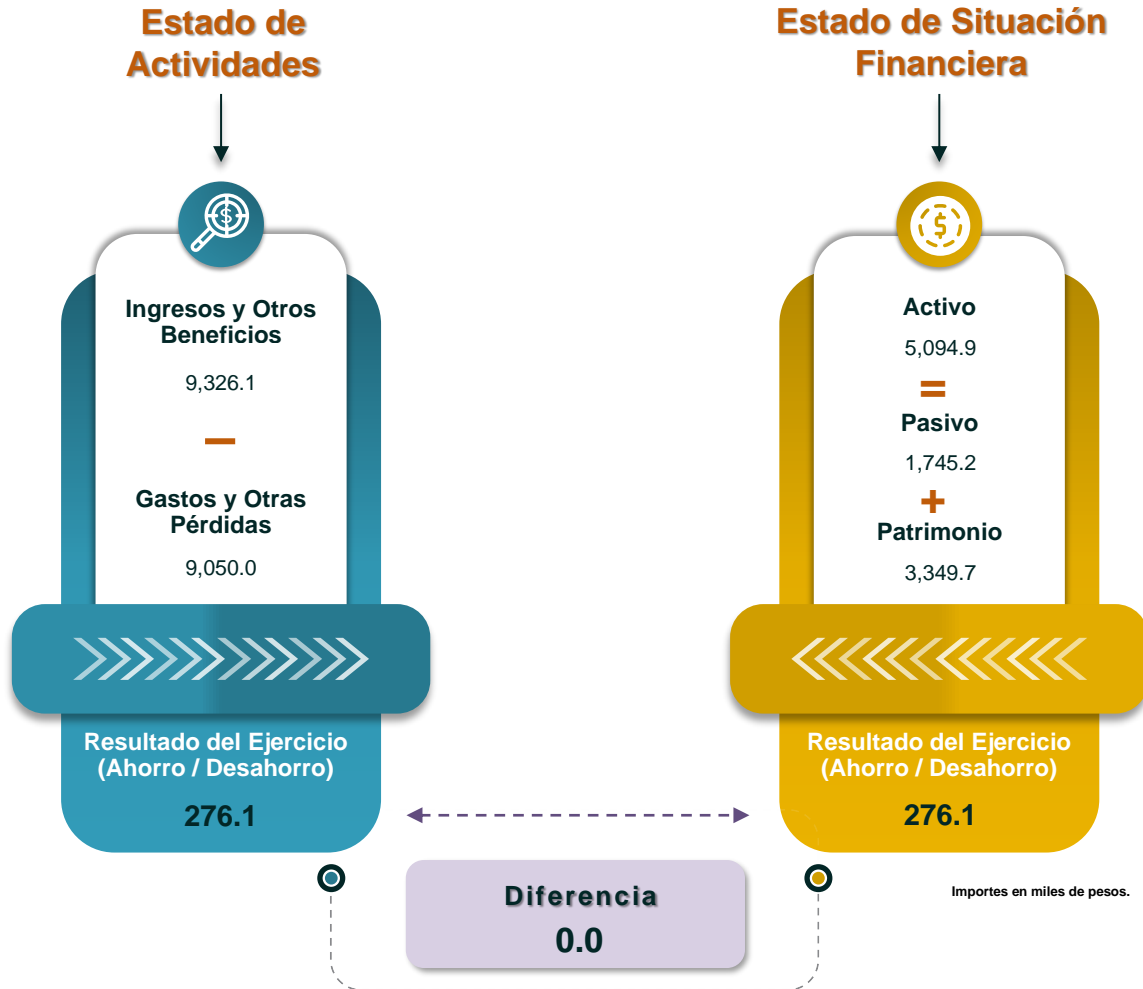 Estado de
Actividades
$
Ingresos y Otros
Beneficios
9,326.1
–
Gastos y Otras
Pérdidas
9,050.0
Resultado del Ejercicio
(Ahorro / Desahorro)
276.1
Estado de Situación
Financiera
$
Activo
5,094.9
=
Pasivo
1,745.2
+
Patrimonio
3,349.7
Resultado del Ejercicio
(Ahorro / Desahorro)
276.1
Diferencia
0.0
Importes en miles de pesos.